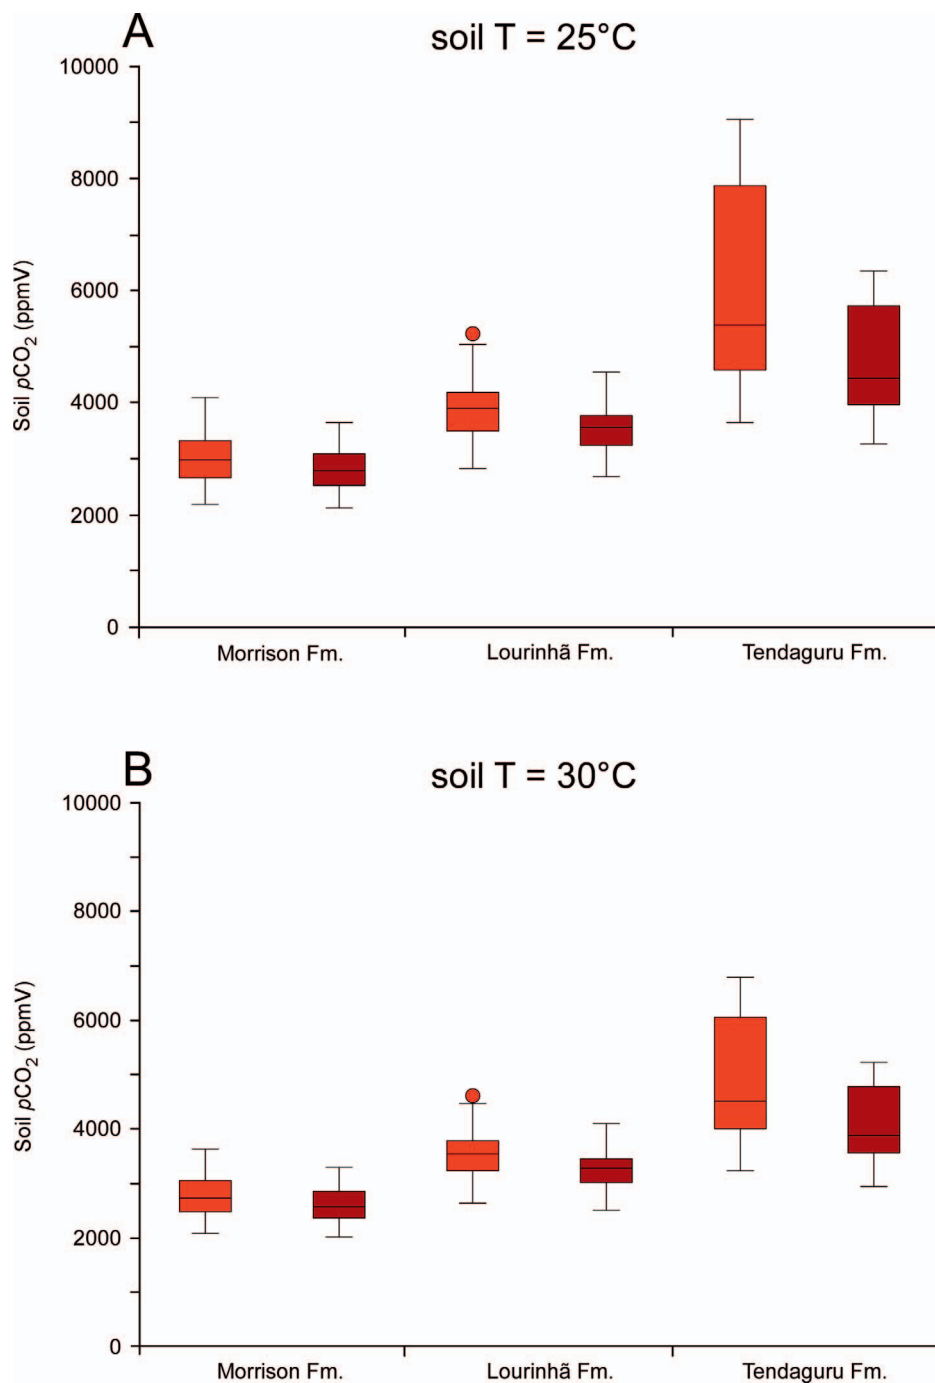 A
soil T = 25°C
10000
8000
6000
4000
2000
0
Soil pCO₂ (ppmV)
Morrison Fm.
Lourinhã Fm.
Tendaguru Fm.
B
soil T = 30°C
10000
8000
6000
4000
2000
0
Soil pCO₂ (ppmV)
Morrison Fm.
Lourinhã Fm.
Tendaguru Fm.